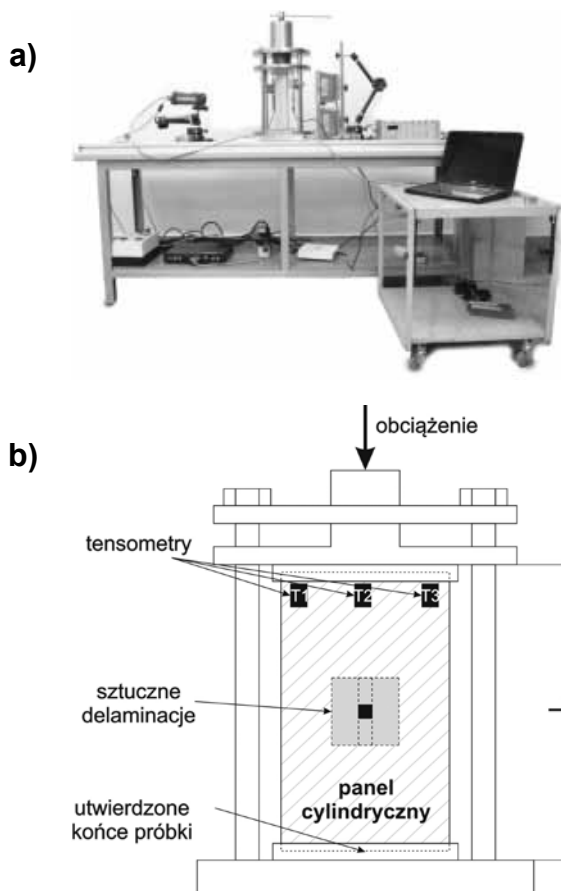 a)
b)
obciążenie
tensometry
T1 T2 T3
sztuczne
delaminacje
panel
cylindryczny
utwierdzone
końce próbki